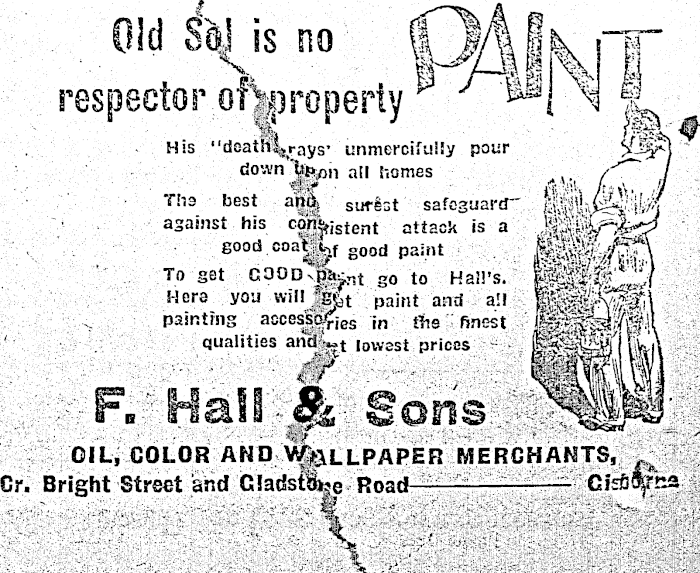 Old Sol is no
PAINT
respector of property
His "death rays' unmercifully pour
down upon all homes
The best and surest safeguard
against his consistent attack is a
good coat of good paint
To get GOOD paint go to Hall's.
Here you will get paint and all
painting accessories in the finest
qualities and at lowest prices
F. Hall & Sons
OIL, COLOR AND WALLPAPER MERCHANTS,
Cr. Bright Street and Gladstone Road—Gisborne